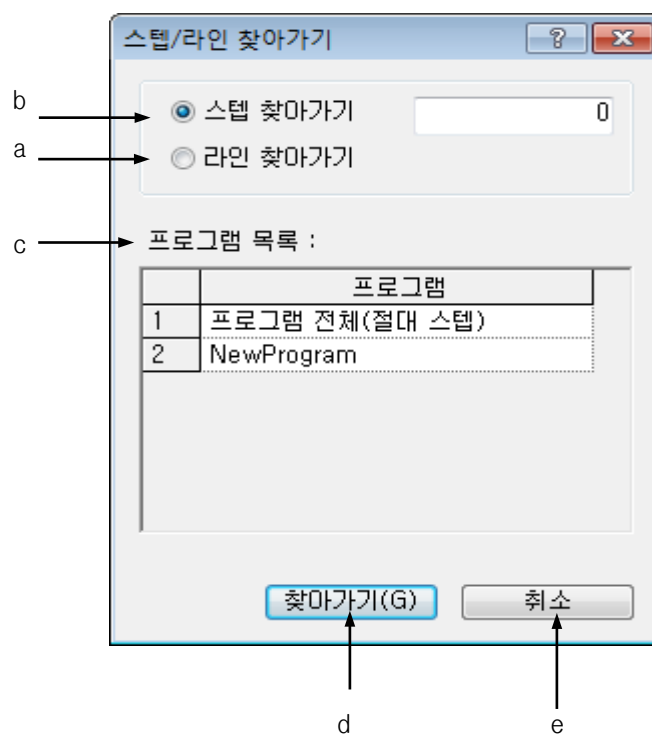 스텝/라인 찾아가기
b
스텝 찾아가기 0
a
라인 찾아가기
c
프로그램 목록 :
프로그램
1 프로그램 전체(절대 스텝)
2 NewProgram
찾아가기(G) 취소
d e